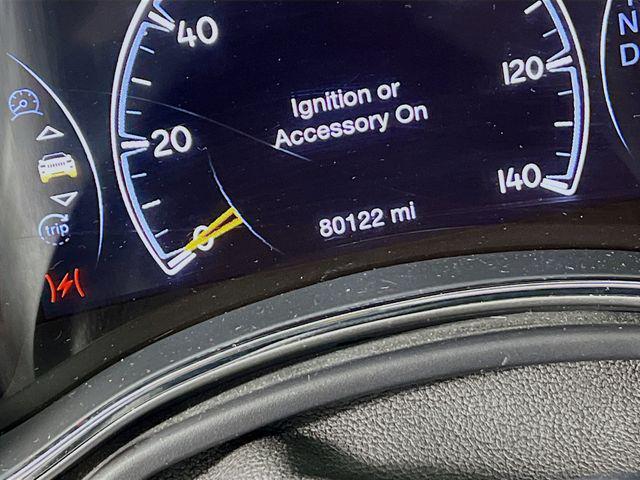 40
20
0
Ignition or
Accessory On
80122 mi
120
140
N
D
trip